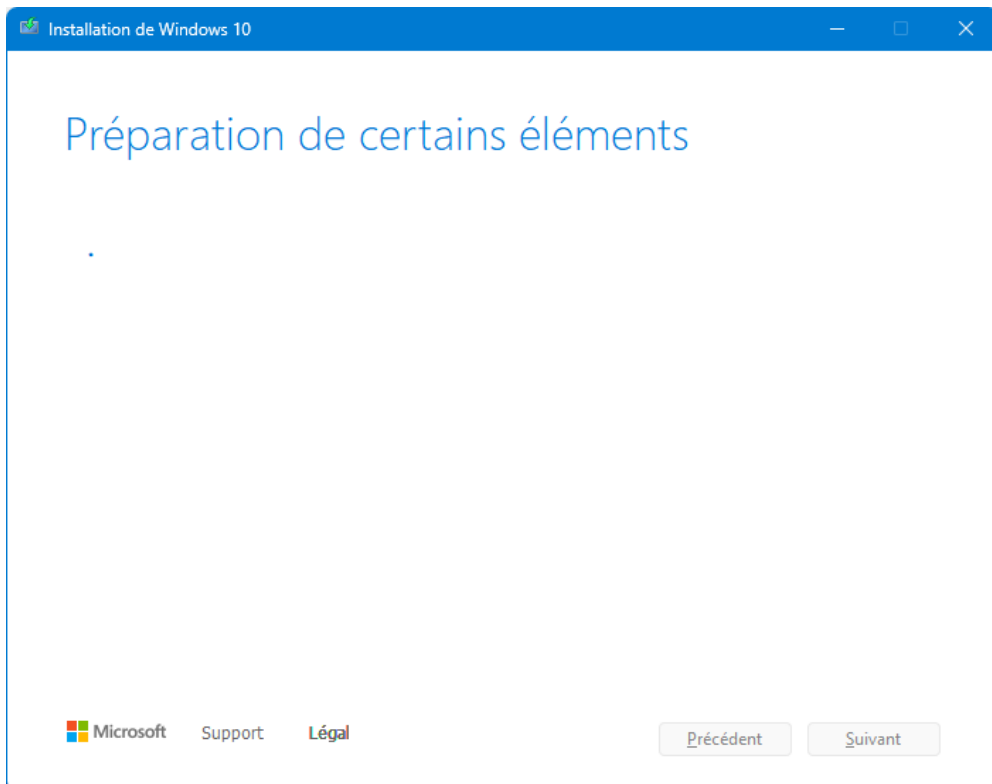 Installation de Windows 10
Préparation de certains éléments
Microsoft Support Légal Précédent Suivant